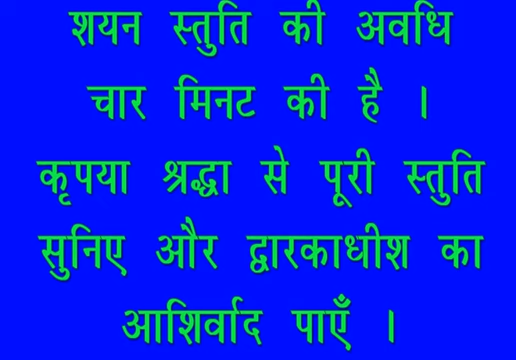 शयन स्तुति की अवधि
चार मिनट की है ।
कृपया श्रद्धा से पूरी स्तुति
सुनिए और द्वारकाधीश का
आशिर्वाद पाएँ ।